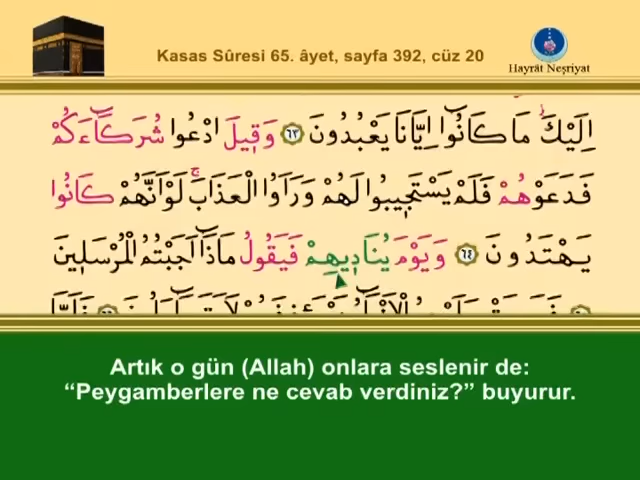 Kasas Sûresi 65. âyet, sayfa 392, cüz 20
Hayrât Neşriyat
اِلَيْكَ مَا كَانُٓوا اِيَّانَا يَعْبُدُونَ ﴿٦٣﴾ وَق۪يلَ ادْعُوا شُرَكَٓاءَكُمْ
فَدَعَوْهُمْ فَلَمْ يَسْتَج۪يبُوا لَهُمْ وَرَاَوُا الْعَذَابَۚ لَوْ اَنَّهُمْ كَانُوا
يَهْتَدُونَ ﴿٦٤﴾ وَيَوْمَ يُنَاد۪يهِمْ فَيَقُولُ مَاذَٓا اَجَبْتُمُ الْمُرْسَل۪ينَ
Artık o gün (Allah) onlara seslenir de:
“Peygamberlere ne cevab verdiniz?” buyurur.